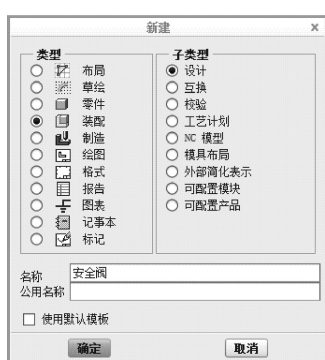 新建
类型
布局
草绘
零件
装配
制造
绘图
格式
报告
图表
记事本
标记
子类型
设计
互换
校验
工艺计划
NC 模型
模具布局
外部简化表示
可配置模块
可配置产品
名称 安全阀
公用名称
使用默认模板
确定 取消